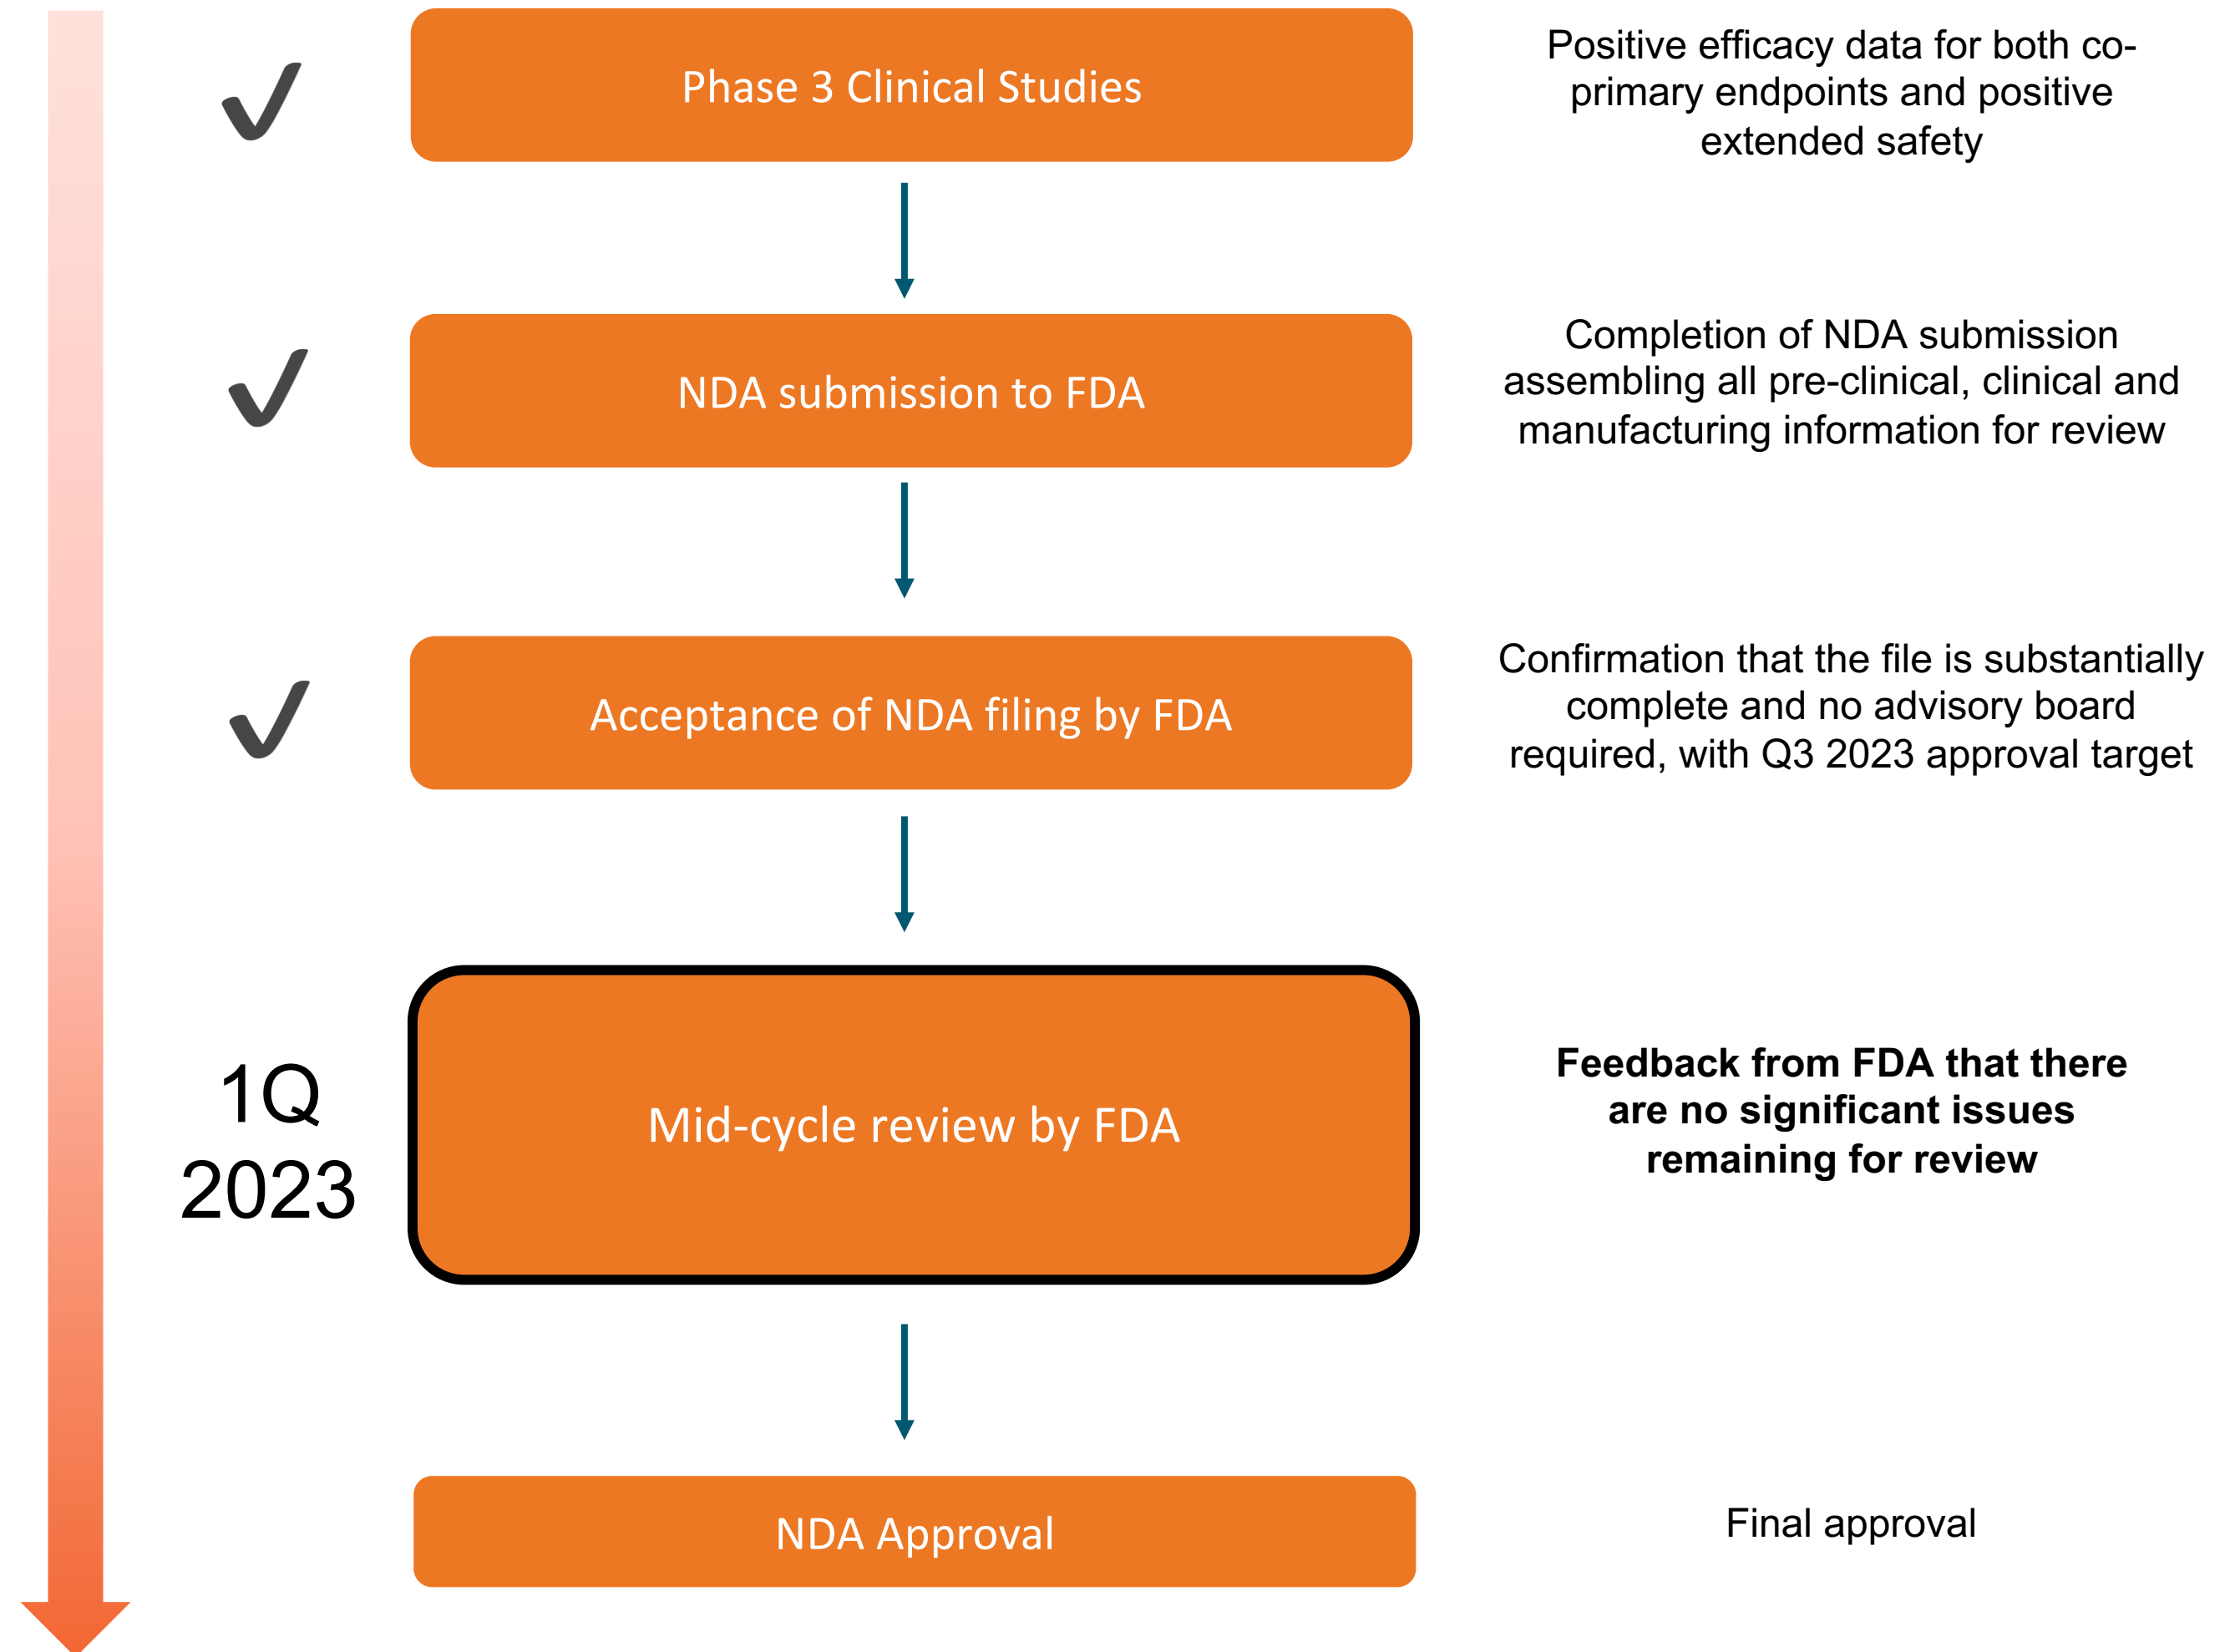 Phase 3 Clinical Studies
Positive efficacy data for both co-
primary endpoints and positive
extended safety
NDA submission to FDA
Completion of NDA submission
assembling all pre-clinical, clinical and
manufacturing information for review
Acceptance of NDA filing by FDA
Confirmation that the file is substantially
complete and no advisory board
required, with Q3 2023 approval target
1Q
2023
Mid-cycle review by FDA
Feedback from FDA that there
are no significant issues
remaining for review
NDA Approval
Final approval